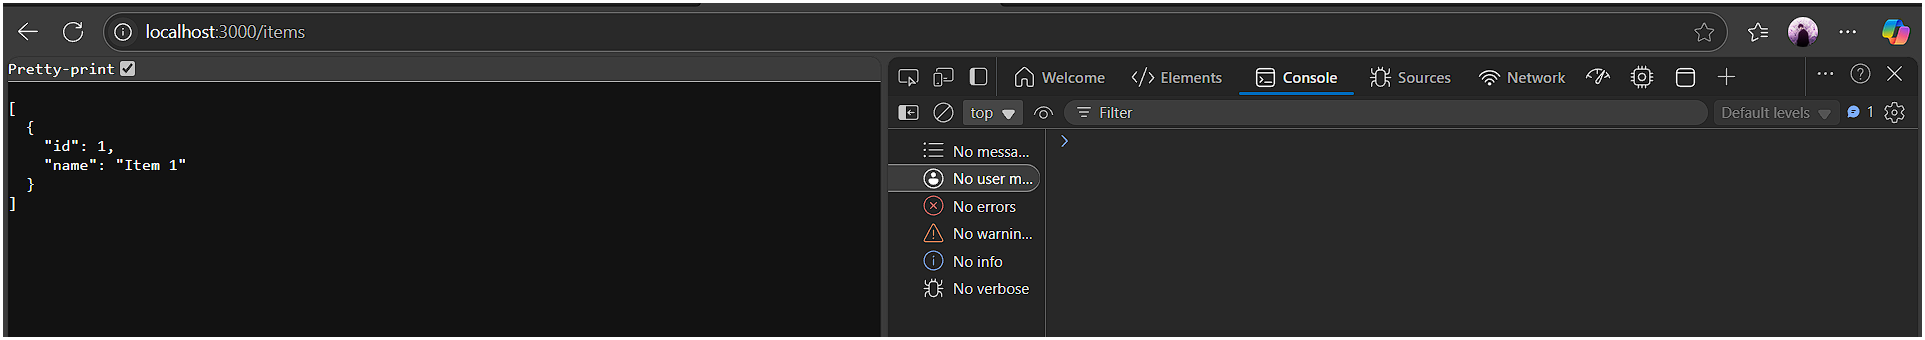 localhost:3000/items
Pretty-print
[
  {
    "id": 1,
    "name": "Item 1"
  }
]
Welcome Elements Console Sources Network
top Filter Default levels 1
No messa...
No user m...
No errors
No warnin...
No info
No verbose